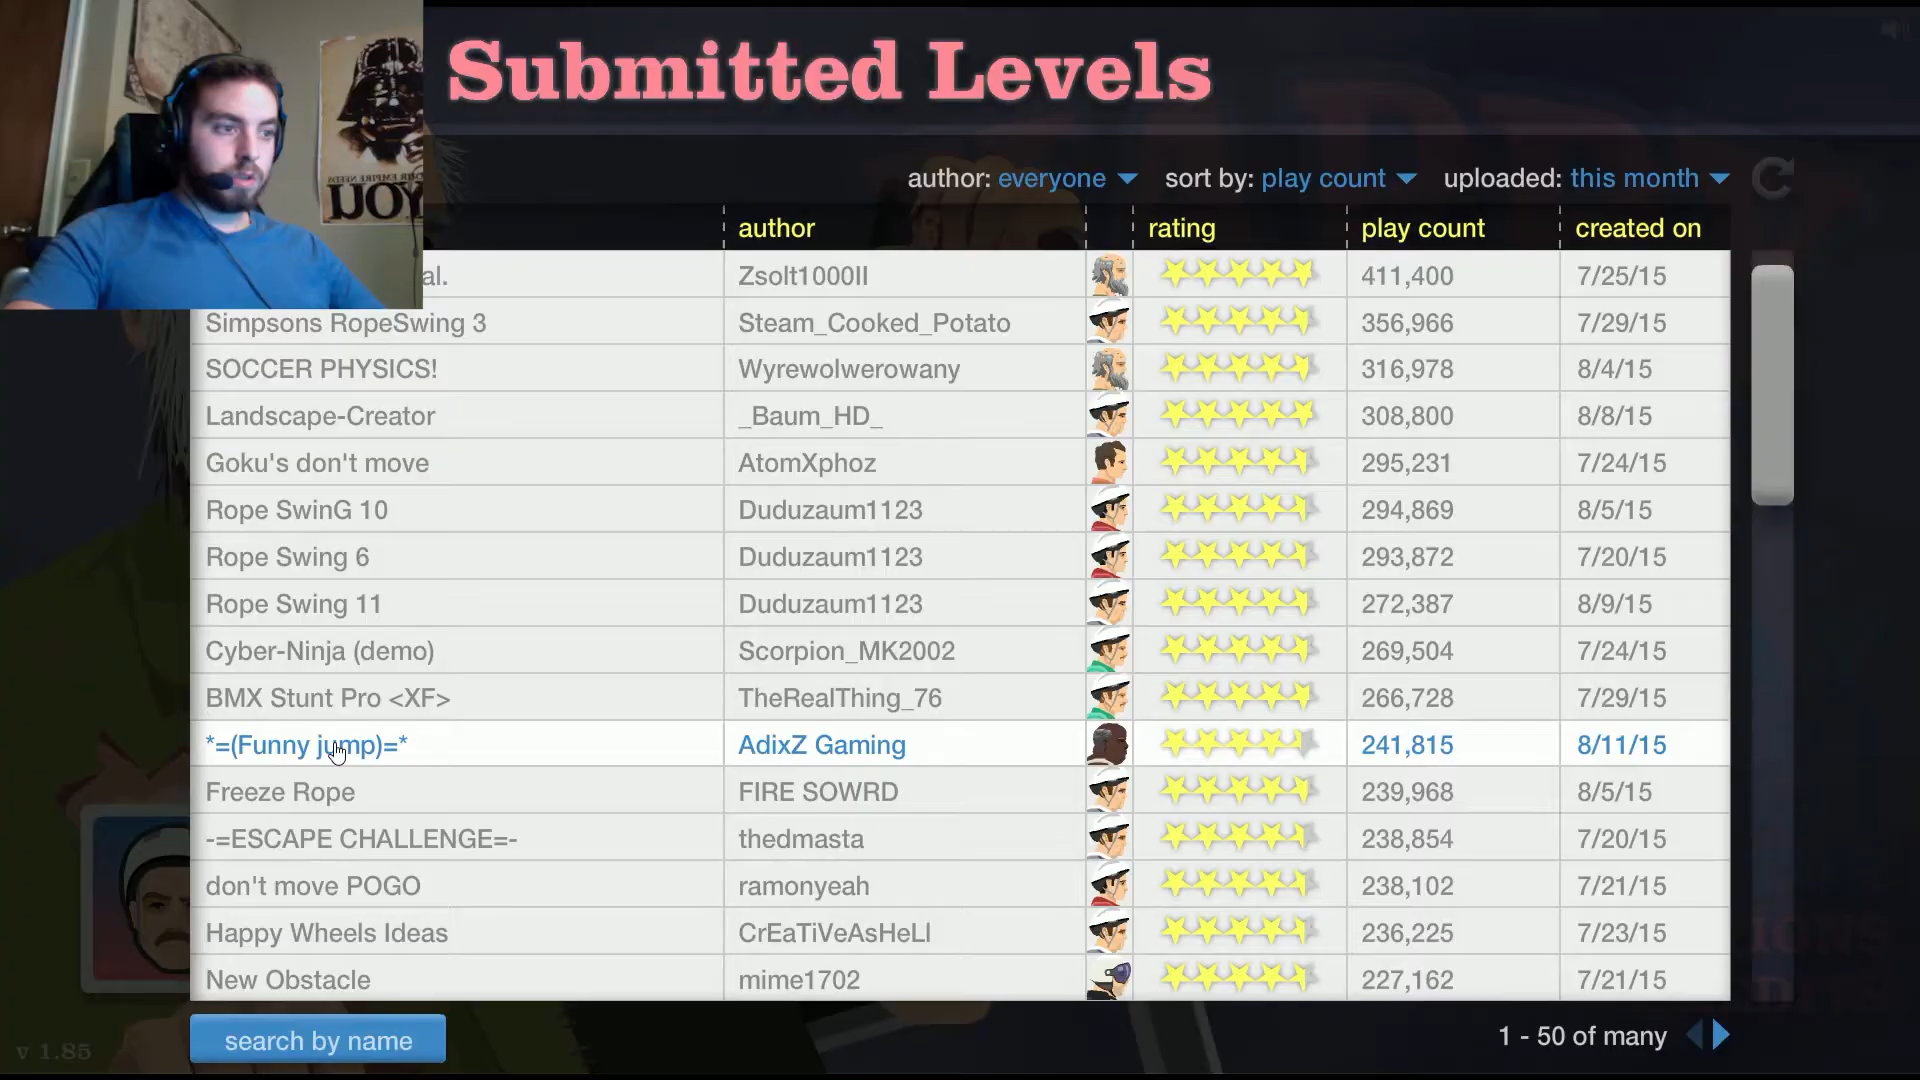 Submitted Levels
author: everyone sort by: play count uploaded: this month
author rating play count created on
al. Zsolt1000II 411,400 7/25/15
Simpsons RopeSwing 3 Steam_Cooked_Potato 356,966 7/29/15
SOCCER PHYSICS! Wyrewolwerowany 316,978 8/4/15
Landscape-Creator _Baum_HD_ 308,800 8/8/15
Goku's don't move AtomXphoz 295,231 7/24/15
Rope SwinG 10 Duduzaum1123 294,869 8/5/15
Rope Swing 6 Duduzaum1123 293,872 7/20/15
Rope Swing 11 Duduzaum1123 272,387 8/9/15
Cyber-Ninja (demo) Scorpion_MK2002 269,504 7/24/15
BMX Stunt Pro <XF> TheRealThing_76 266,728 7/29/15
*=(Funny jump)=* AdixZ Gaming 241,815 8/11/15
Freeze Rope FIRE SOWRD 239,968 8/5/15
-=ESCAPE CHALLENGE=- thedmasta 238,854 7/20/15
don't move POGO ramonyeah 238,102 7/21/15
Happy Wheels Ideas CrEaTiVeAsHeLl 236,225 7/23/15
New Obstacle mime1702 227,162 7/21/15
search by name 1 - 50 of many
v 1.85
YOU